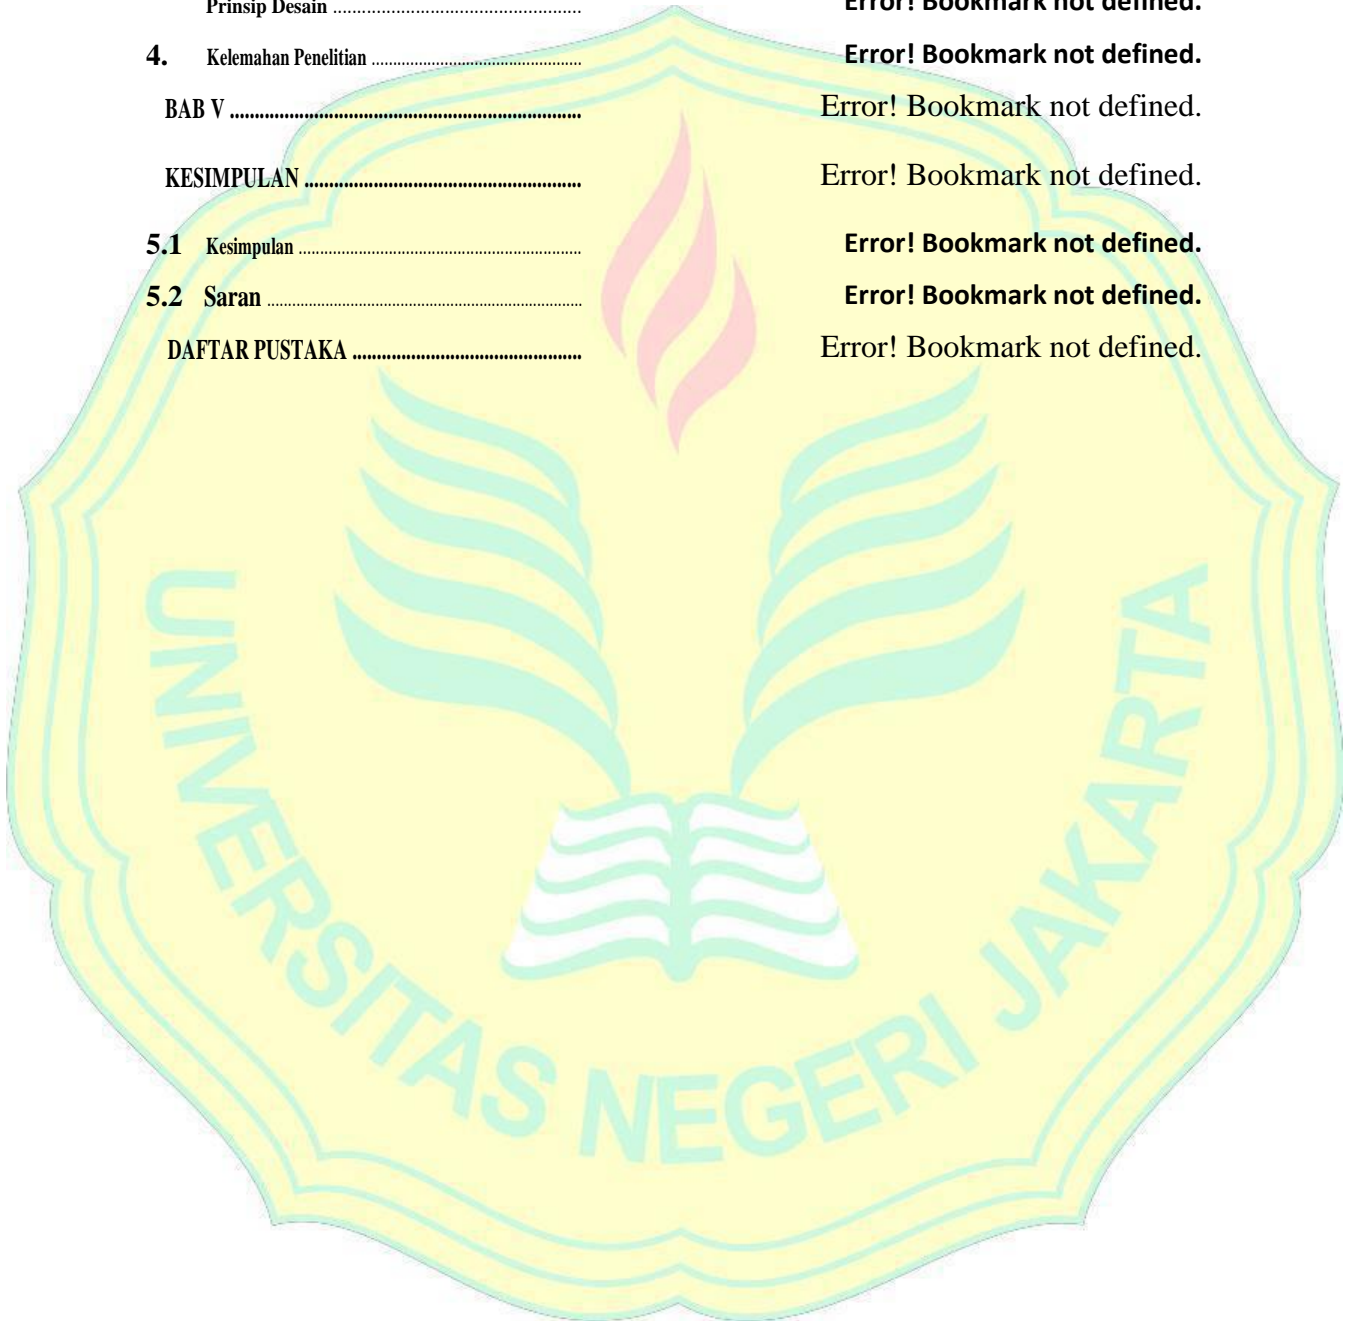 Prinsip Desain .......................................................... Error! Bookmark not defined.
4. Kelemahan Penelitian ................................................. Error! Bookmark not defined.
BAB V ........................................................................ Error! Bookmark not defined.
KESIMPULAN ......................................................... Error! Bookmark not defined.
5.1 Kesimpulan .................................................................. Error! Bookmark not defined.
5.2 Saran .......................................................................... Error! Bookmark not defined.
DAFTAR PUSTAKA ............................................... Error! Bookmark not defined.
UNIVERSITAS NEGERI JAKARTA